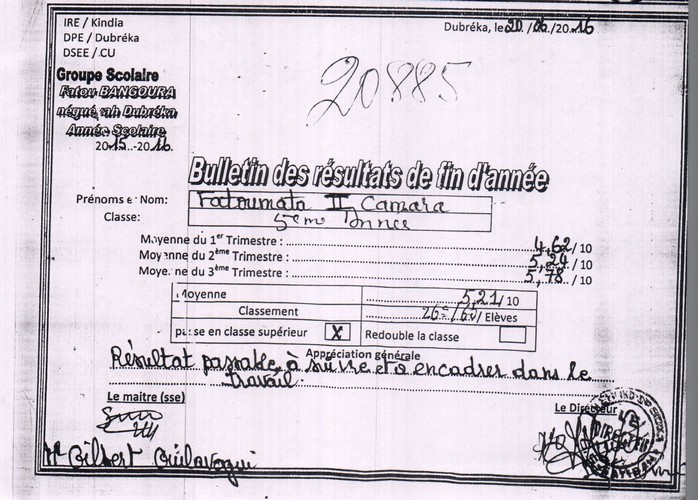 IRE / Kindia
DPE / Dubréka
DSEE / CU
Dubréka, le 20 /06/20 16
Groupe Scolaire
Fatou BANGOURA
Dubréka
Année Scolaire
2015.-2016.
20885
Bulletin des résultats de fin d'année
Prénoms e Nom: Fatoumata II Camara
Classe: 5ème Année
Moyenne du 1er Trimestre : 4,62/ 10
Moyenne du 2ème Trimestre : 5,24/ 10
Moyenne du 3ème Trimestre : 5,78/ 10
Moyenne 5,21/ 10
Classement 26e / Elèves
passe en classe supérieur X Redouble la classe
Appréciation générale
Résultat passable, à suivre et à encadrer dans le
travail.
Le maitre (sse)
Le Directeur
Mr Gilbert Guilavogui